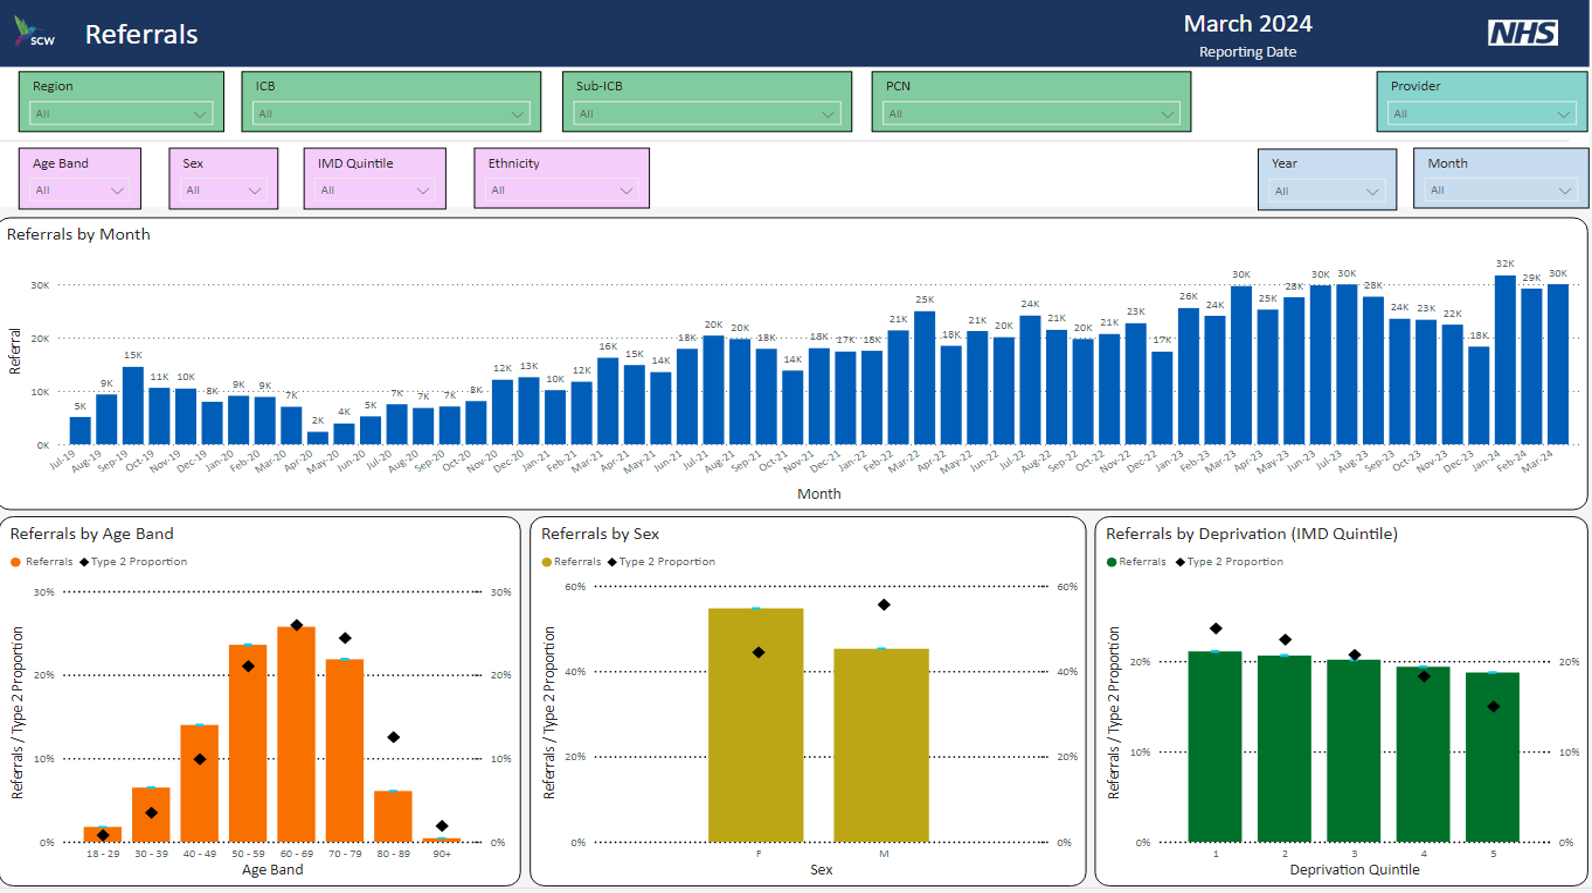 SCW
Referrals
March 2024
Reporting Date
NHS
Region
All
ICB
All
Sub-ICB
All
PCN
All
Provider
All
Age Band
All
Sex
All
IMD Quintile
All
Ethnicity
All
Year
All
Month
All
Referrals by Month
Referral
30K
20K
10K
0K
5K 9K 15K 11K 10K 8K 9K 9K 7K 2K 4K 5K 7K 7K 7K 8K 12K 13K 10K 12K 16K 15K 14K 18K 20K 20K 18K 14K 18K 17K 18K 21K 25K 18K 21K 20K 24K 21K 20K 21K 23K 17K 26K 24K 30K 25K 28K 30K 30K 28K 24K 23K 22K 18K 32K 29K 30K
Jul-19 Aug-19 Sep-19 Oct-19 Nov-19 Dec-19 Jan-20 Feb-20 Mar-20 Apr-20 May-20 Jun-20 Jul-20 Aug-20 Sep-20 Oct-20 Nov-20 Dec-20 Jan-21 Feb-21 Mar-21 Apr-21 May-21 Jun-21 Jul-21 Aug-21 Sep-21 Oct-21 Nov-21 Dec-21 Jan-22 Feb-22 Mar-22 Apr-22 May-22 Jun-22 Jul-22 Aug-22 Sep-22 Oct-22 Nov-22 Dec-22 Jan-23 Feb-23 Mar-23 Apr-23 May-23 Jun-23 Jul-23 Aug-23 Sep-23 Oct-23 Nov-23 Dec-23 Jan-24 Feb-24 Mar-24
Month
Referrals by Age Band
Referrals Type 2 Proportion
Referrals / Type 2 Proportion
30% 30%
20% 20%
10% 10%
0% 0%
18 - 29 30 - 39 40 - 49 50 - 59 60 - 69 70 - 79 80 - 89 90+
Age Band
Referrals by Sex
Referrals Type 2 Proportion
Referrals / Type 2 Proportion
60% 60%
40% 40%
20% 20%
0% 0%
F M
Sex
Referrals by Deprivation (IMD Quintile)
Referrals Type 2 Proportion
Referrals / Type 2 Proportion
20% 20%
10% 10%
0% 0%
1 2 3 4 5
Deprivation Quintile